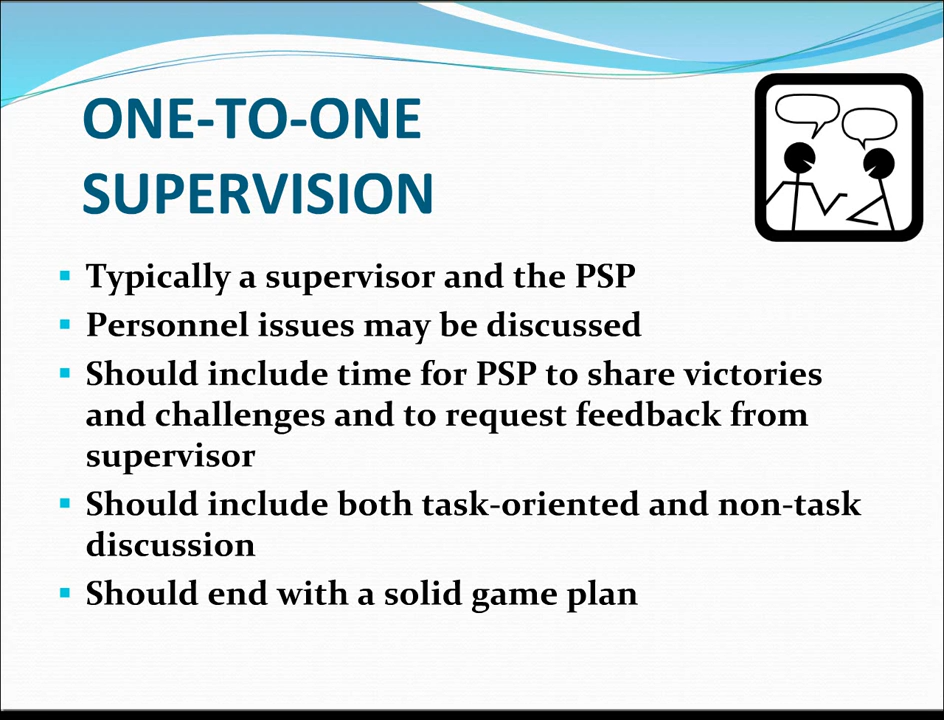 ONE-TO-ONE
SUPERVISION
Typically a supervisor and the PSP
Personnel issues may be discussed
Should include time for PSP to share victories
and challenges and to request feedback from
supervisor
Should include both task-oriented and non-task
discussion
Should end with a solid game plan